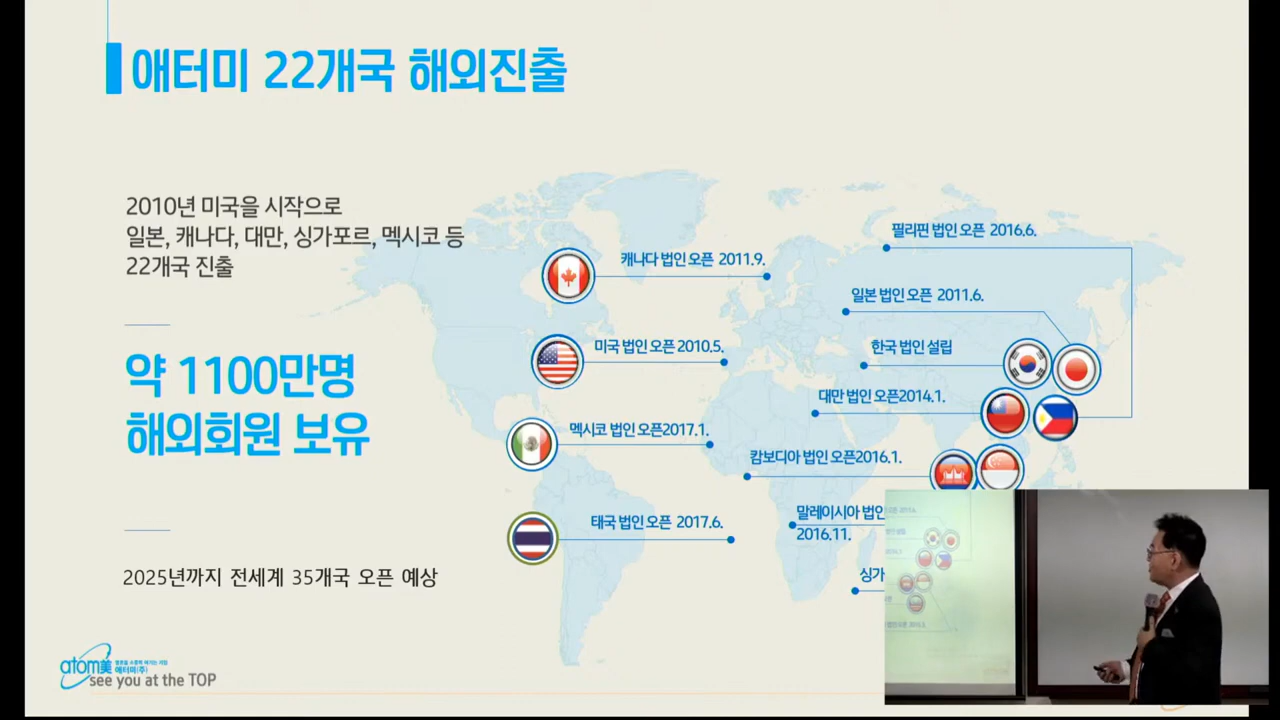 애터미 22개국 해외진출
2010년 미국을 시작으로
일본, 캐나다, 대만, 싱가포르, 멕시코 등
22개국 진출
약 1100만명
해외회원 보유
2025년까지 전세계 35개국 오픈 예상
필리핀 법인 오픈 2016.6.
캐나다 법인 오픈 2011.9.
일본 법인 오픈 2011.6.
미국 법인 오픈 2010.5.
한국 법인 설립
대만 법인 오픈2014.1.
멕시코 법인 오픈2017.1.
캄보디아 법인 오픈2016.1.
태국 법인 오픈 2017.6.
말레이시아 법인
2016.11.
싱가
atom美
애터미(주)
see you at the TOP